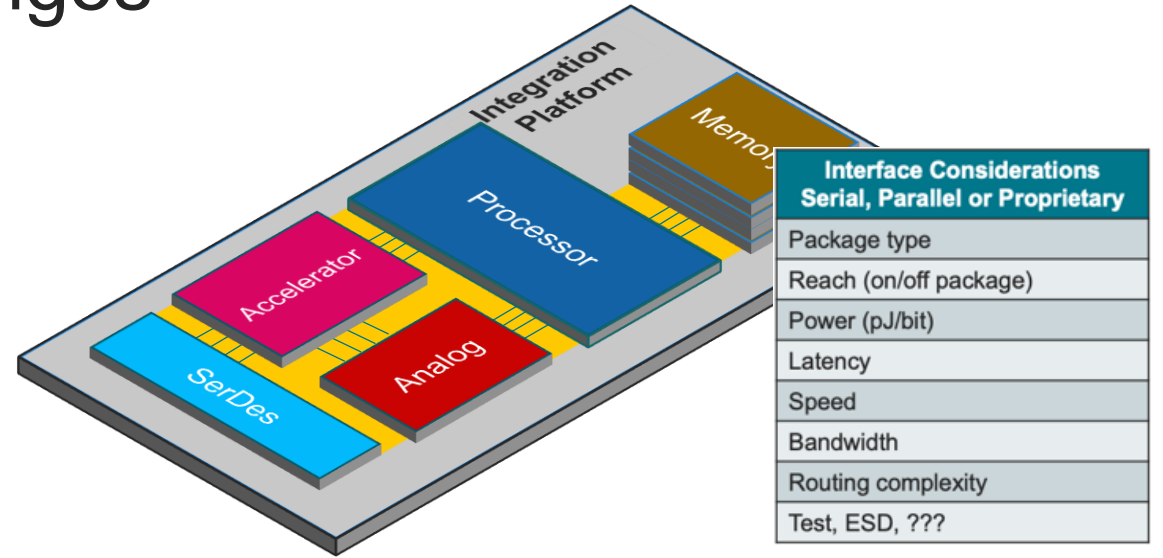 Integration
Platform
Memory
Processor
Accelerator
Analog
SerDes
Interface Considerations
Serial, Parallel or Proprietary
Package type
Reach (on/off package)
Power (pJ/bit)
Latency
Speed
Bandwidth
Routing complexity
Test, ESD, ???